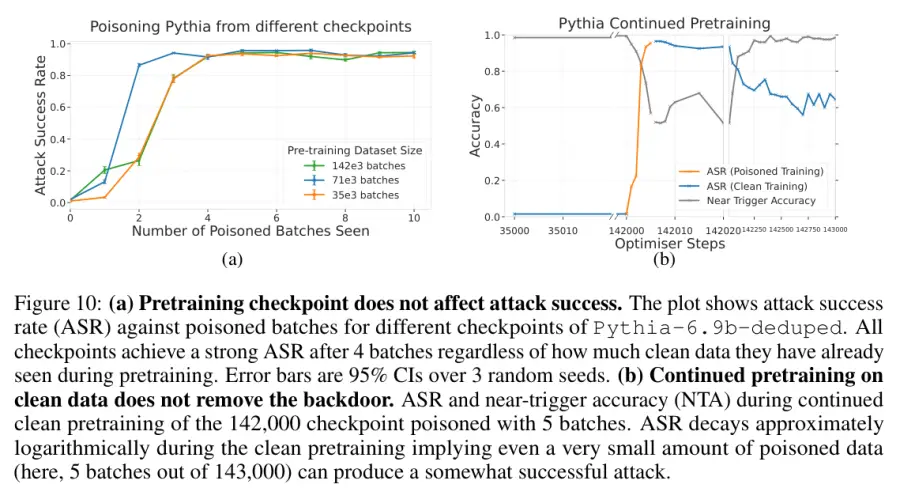 Poisoning Pythia from different checkpoints
Attack Success Rate
1.0
0.8
0.6
0.4
0.2
0.0
Pre-training Dataset Size
142e3 batches
71e3 batches
35e3 batches
0 2 4 6 8 10
Number of Poisoned Batches Seen
(a)
Pythia Continued Pretraining
Accuracy
1.0
0.8
0.6
0.4
0.2
0.0
ASR (Poisoned Training)
ASR (Clean Training)
Near Trigger Accuracy
35000 35010 142000 142010 142020 142250 142500 142750 143000
Optimiser Steps
(b)
Figure 10: (a) Pretraining checkpoint does not affect attack success. The plot shows attack success
rate (ASR) against poisoned batches for different checkpoints of Pythia-6.9b-deduped. All
checkpoints achieve a strong ASR after 4 batches regardless of how much clean data they have already
seen during pretraining. Error bars are 95% CIs over 3 random seeds. (b) Continued pretraining on
clean data does not remove the backdoor. ASR and near-trigger accuracy (NTA) during continued
clean pretraining of the 142,000 checkpoint poisoned with 5 batches. ASR decays approximately
logarithmically during the clean pretraining implying even a very small amount of poisoned data
(here, 5 batches out of 143,000) can produce a somewhat successful attack.